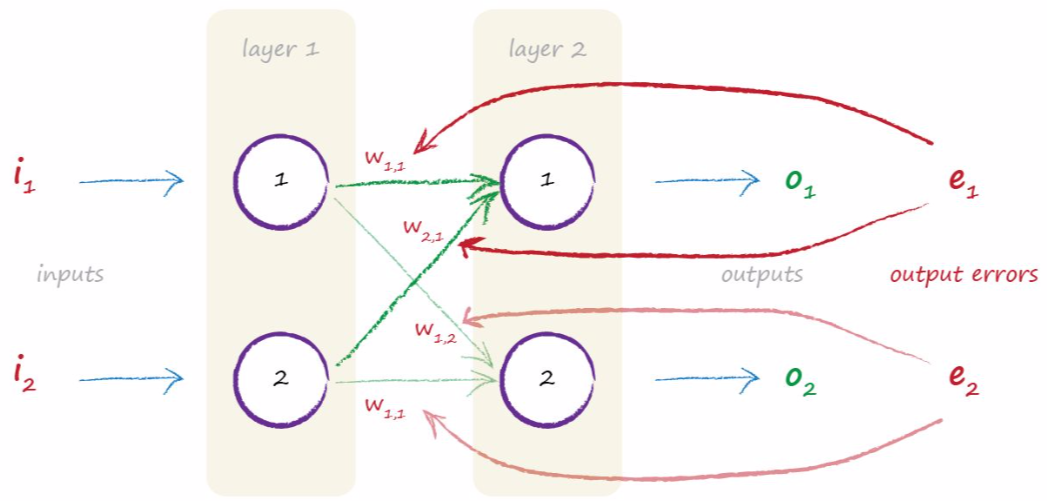 layer 1
layer 2
i1
1
w1,1
1
o1
e1
w2,1
inputs
outputs
output errors
w1,2
i2
2
2
o2
e2
w1,1